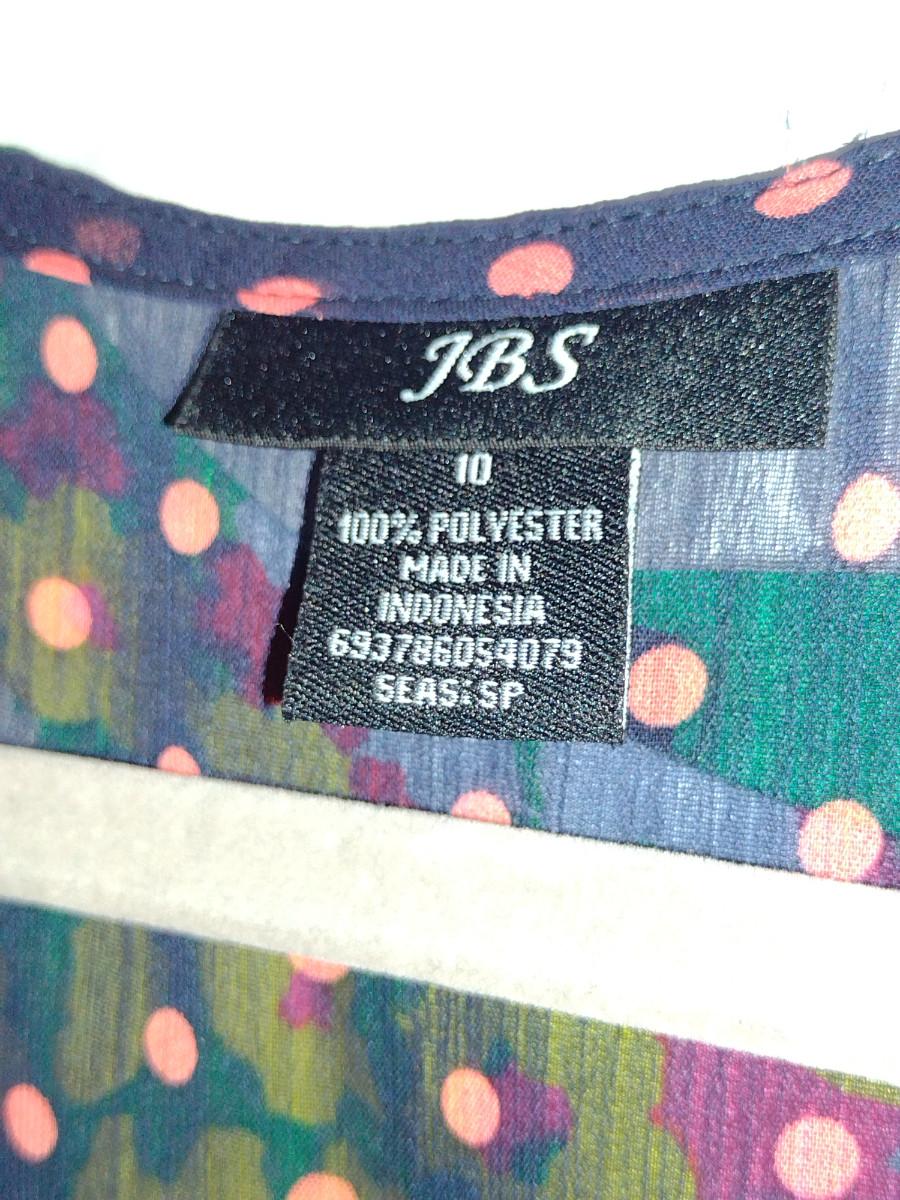 JBS
10
100% POLYESTER
MADE IN
INDONESIA
693786054079
SEAS: SP